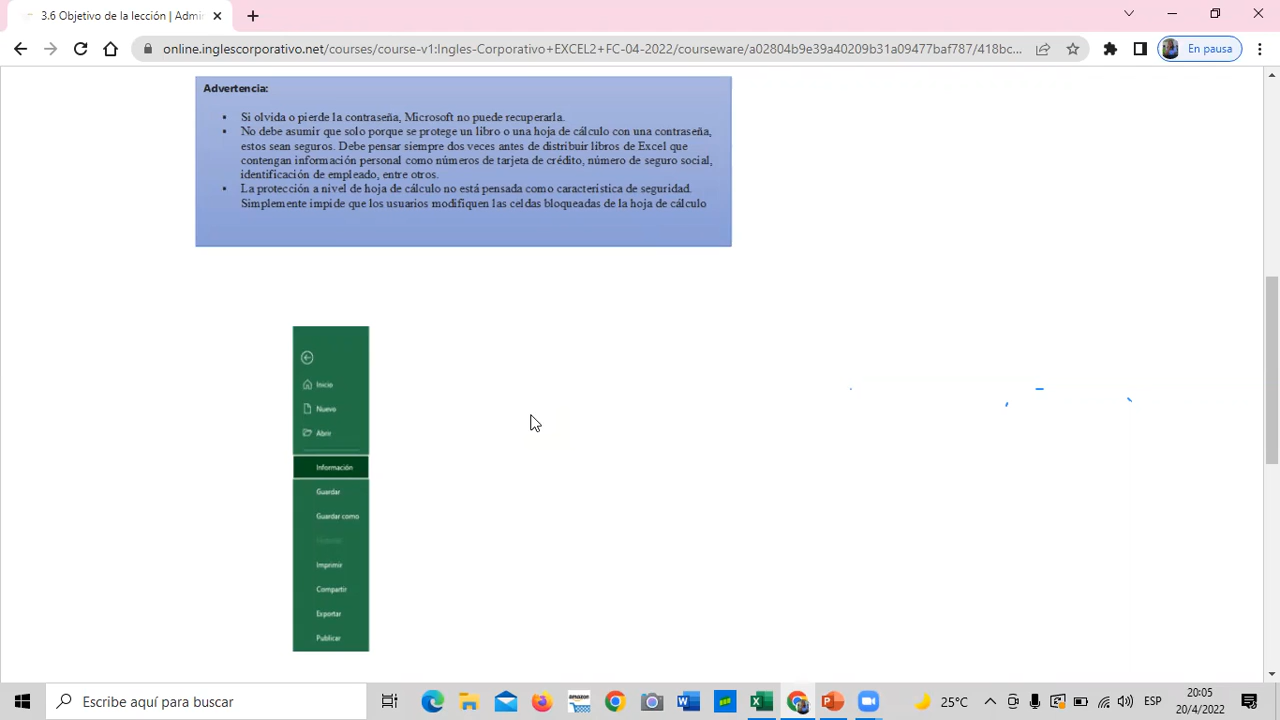 3.6 Objetivo de la lección | Admi
online.inglescorporativo.net/courses/course-v1:Ingles-Corporativo+EXCEL2+FC-04-2022/courseware/a02804b9e39a40209b31a09477baf787/418bc...
En pausa
Advertencia:
• Si olvida o pierde la contraseña, Microsoft no puede recuperarla.
• No debe asumir que solo porque se protege un libro o una hoja de cálculo con una contraseña,
estos sean seguros. Debe pensar siempre dos veces antes de distribuir libros de Excel que
contengan información personal como números de tarjeta de crédito, número de seguro social,
identificación de empleado, entre otros.
• La protección a nivel de hoja de cálculo no está pensada como característica de seguridad.
Simplemente impide que los usuarios modifiquen las celdas bloqueadas de la hoja de cálculo
Inicio
Nuevo
Abrir
Información
Guardar
Guardar como
Imprimir
Compartir
Exportar
Publicar
Escribe aquí para buscar
amazon
25°C
ESP
20:05
20/4/2022